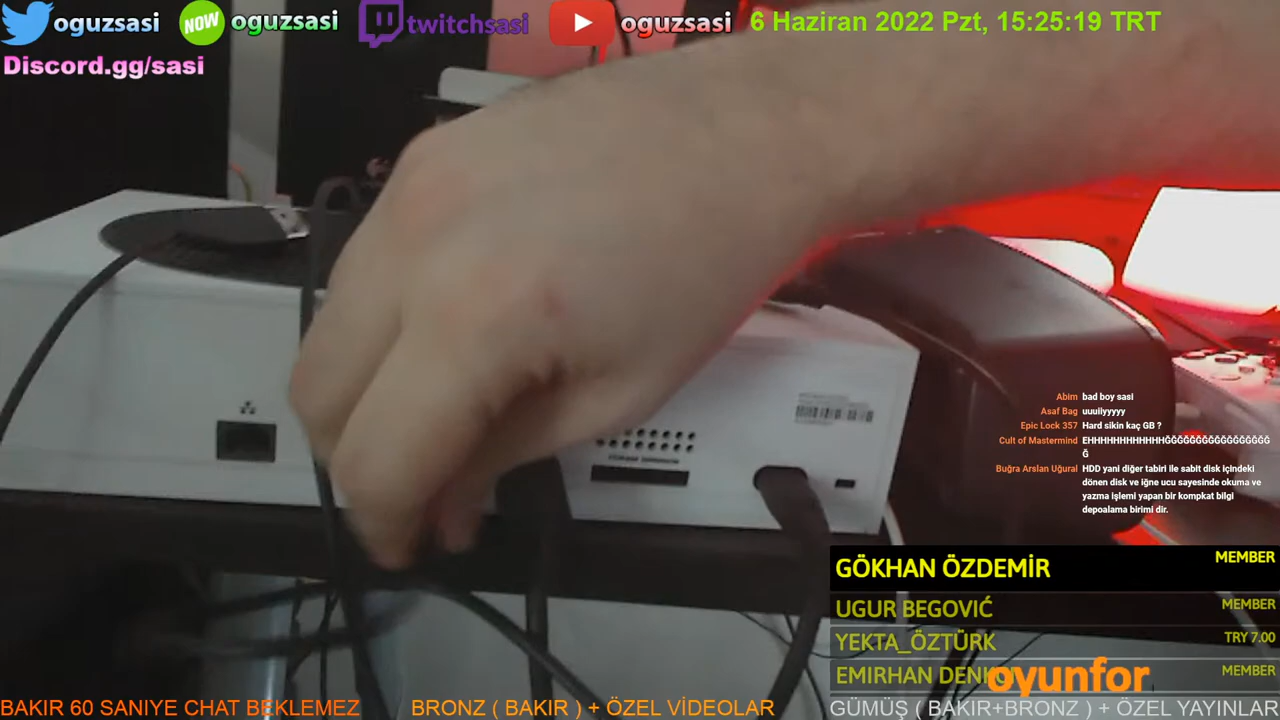 oguzsasi
NOW
oguzsasi
twitchsasi
oguzsasi
6 Haziran 2022 Pzt, 15:25:19 TRT
Discord.gg/sasi
STORAGE EXPANSION
Abim bad boy sasi
Asaf Bag uuuiiyyyyy
Epic Lock 357 Hard sikin kaç GB ?
Cult of Mastermind EHHHHHHHHHHHHĞĞĞĞĞĞĞĞĞĞĞĞĞĞĞĞĞ
Ğ
Buğra Arslan Uğural HDD yani diğer tabiri ile sabit disk içindeki
dönen disk ve iğne ucu sayesinde okuma ve
yazma işlemi yapan bir kompkat bilgi
depoalama birimi dir.
GÖKHAN ÖZDEMİR MEMBER
UGUR BEGOVIĆ MEMBER
YEKTA_ÖZTÜRK TRY 7.00
EMIRHAN MEMBER
oyunfor
BAKIR 60 SANIYE CHAT BEKLEMEZ
BRONZ ( BAKIR ) + ÖZEL VİDEOLAR
GÜMÜŞ ( BAKIR+BRONZ ) + ÖZEL YAYINLAR